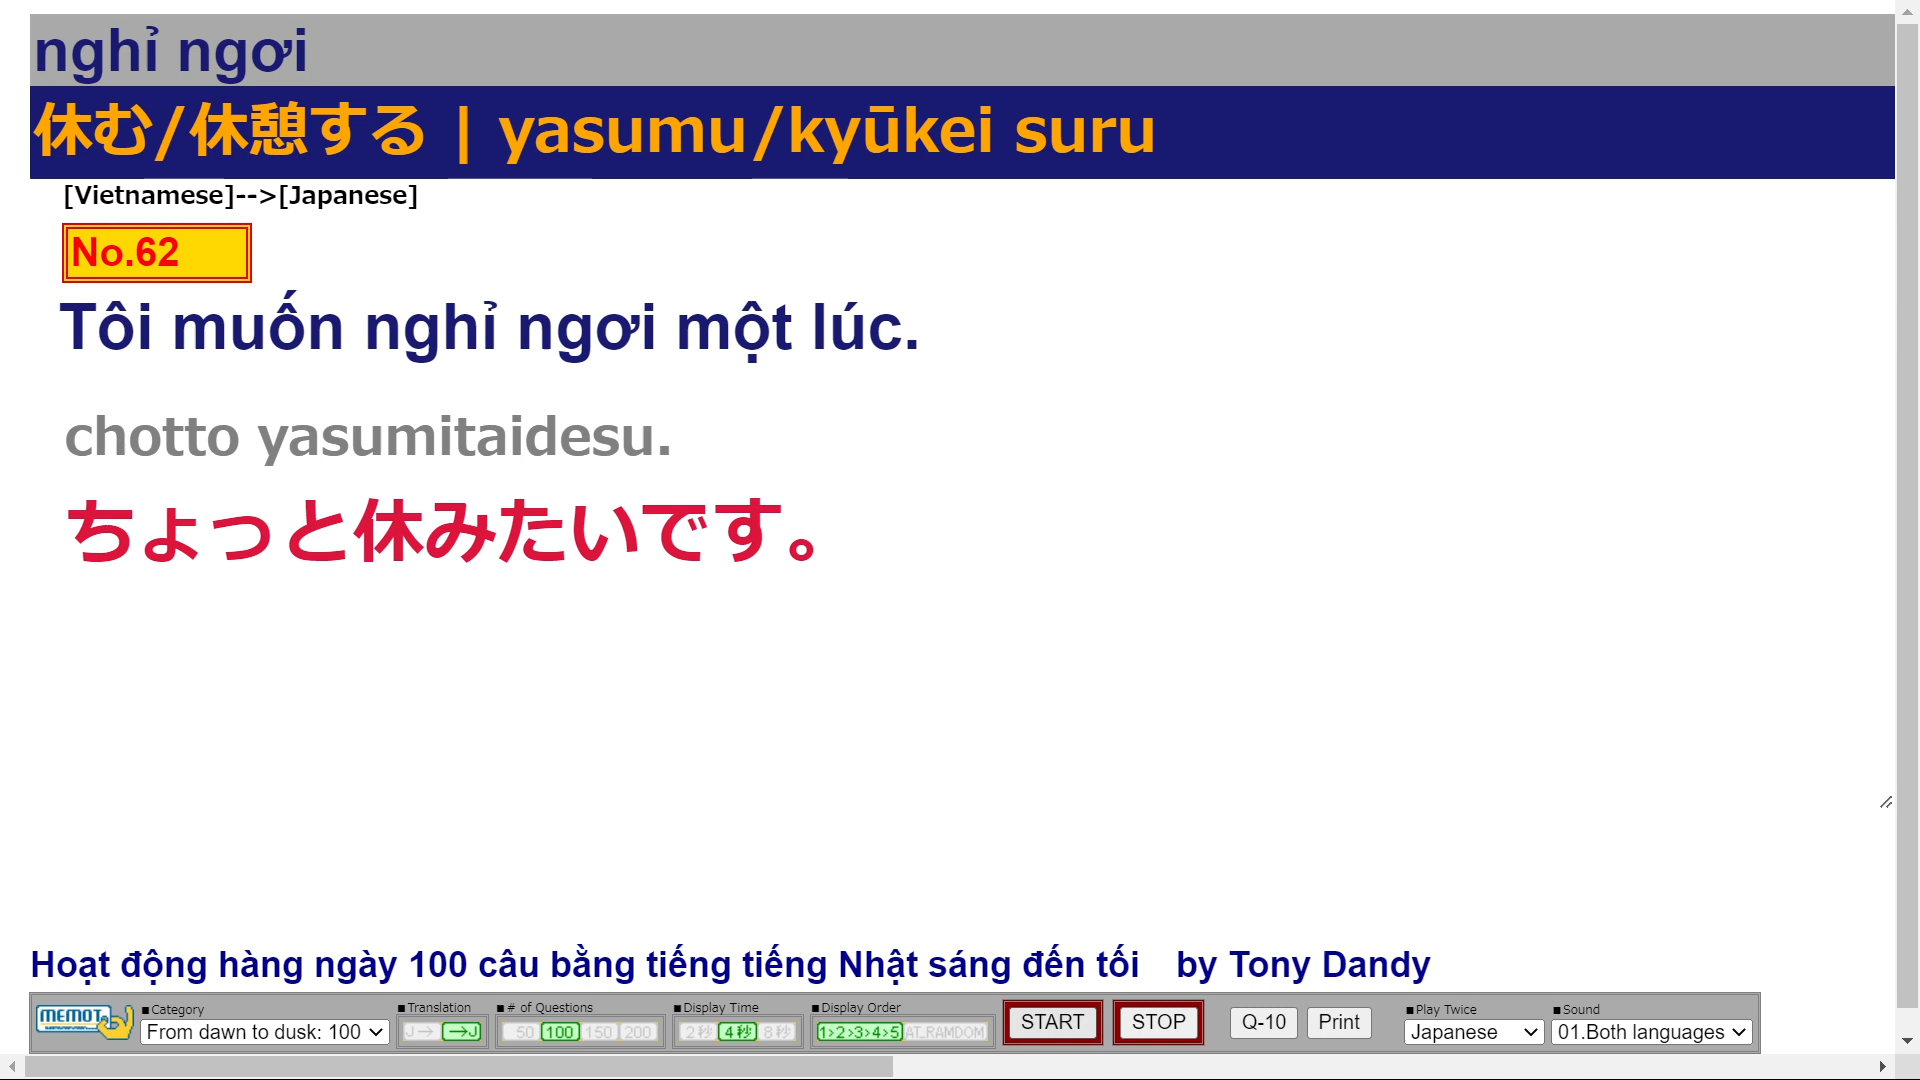 nghỉ ngơi
休む/休憩する | yasumu/kyūkei suru
[Vietnamese]-->[Japanese]
No.62
Tôi muốn nghỉ ngơi một lúc.
chotto yasumitaidesu.
ちょっと休みたいです。
Hoạt động hàng ngày 100 câu bằng tiếng tiếng Nhật sáng đến tối by Tony Dandy
MEMOT
■Category
From dawn to dusk: 100
■Translation
J→ →J
■# of Questions
50 100 150 200
■Display Time
2秒 4秒 8秒
■Display Order
1>2>3>4>5 AT_RAMDOM
START
STOP
Q-10
Print
■Play Twice
Japanese
■Sound
01.Both languages